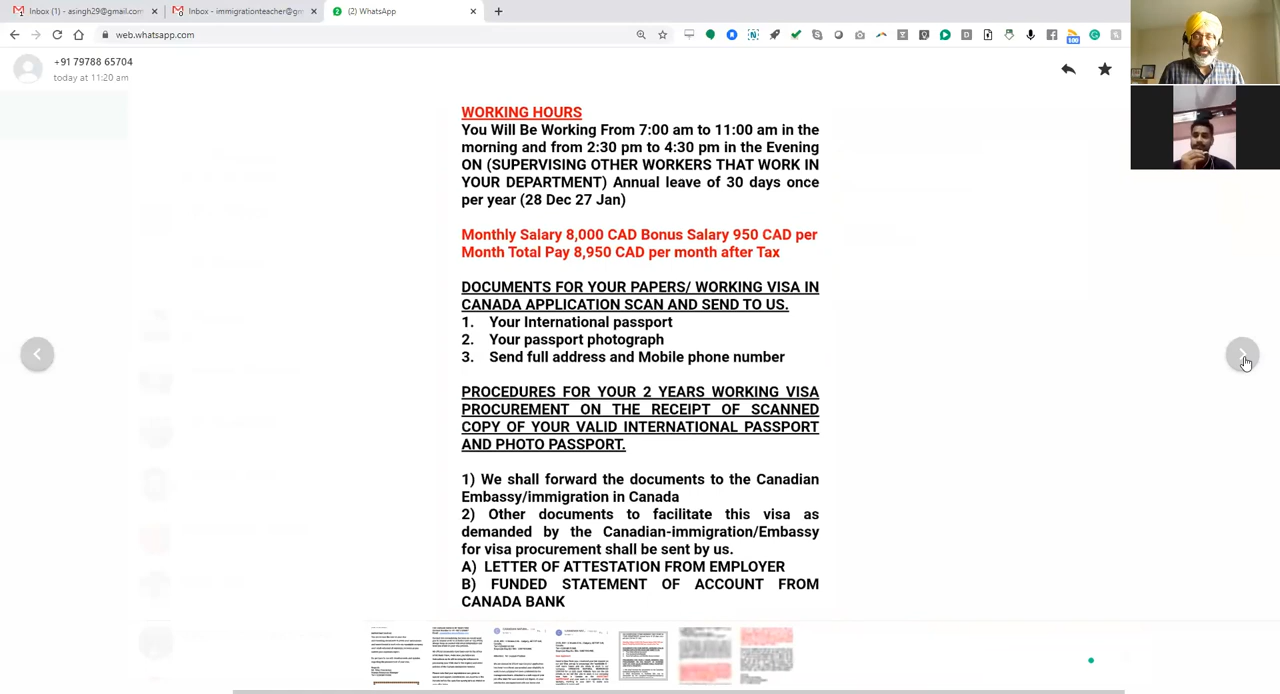 Inbox (1) - asingh29@gmail.com
Inbox - immigrationteacher@gm
(2) WhatsApp
web.whatsapp.com
+91 79788 65704
today at 11:20 am
WORKING HOURS
You Will Be Working From 7:00 am to 11:00 am in the
morning and from 2:30 pm to 4:30 pm in the Evening
ON (SUPERVISING OTHER WORKERS THAT WORK IN
YOUR DEPARTMENT) Annual leave of 30 days once
per year (28 Dec 27 Jan)
Monthly Salary 8,000 CAD Bonus Salary 950 CAD per
Month Total Pay 8,950 CAD per month after Tax
DOCUMENTS FOR YOUR PAPERS/ WORKING VISA IN
CANADA APPLICATION SCAN AND SEND TO US.
1. Your International passport
2. Your passport photograph
3. Send full address and Mobile phone number
PROCEDURES FOR YOUR 2 YEARS WORKING VISA
PROCUREMENT ON THE RECEIPT OF SCANNED
COPY OF YOUR VALID INTERNATIONAL PASSPORT
AND PHOTO PASSPORT.
1) We shall forward the documents to the Canadian
Embassy/immigration in Canada
2) Other documents to facilitate this visa as
demanded by the Canadian-immigration/Embassy
for visa procurement shall be sent by us.
A) LETTER OF ATTESTATION FROM EMPLOYER
B) FUNDED STATEMENT OF ACCOUNT FROM
CANADA BANK